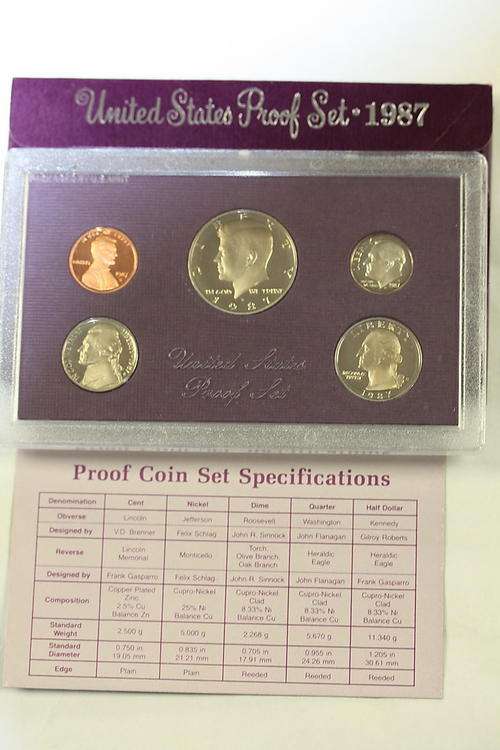 United States Proof Set · 1987
LIBERTY
IN GOD WE TRUST
1987
LIBERTY
1987
LIBERTY
1987
United States
Proof Set
Proof Coin Set Specifications
Denomination Cent Nickel Dime Quarter Half Dollar
Obverse Lincoln Jefferson Roosevelt Washington Kennedy
Designed by V.D. Brenner Felix Schlag John R. Sinnock John Flanagan Gilroy Roberts
Reverse Lincoln Memorial Monticello Torch, Olive Branch Oak Branch Heraldic Eagle Heraldic Eagle
Designed by Frank Gasparro Felix Schlag John R. Sinnock John Flanagan Frank Gasparro
Composition Copper Plated Zinc 2.5% Cu Balance Zn Cupro-Nickel 25% Ni Balance Cu Cupro-Nickel Clad 8.33% Ni Balance Cu Cupro-Nickel Clad 8.33% Ni Balance Cu Cupro-Nickel Clad 8.33% Ni Balance Cu
Standard Weight 2.500 g 5.000 g 2.268 g 5.670 g 11.340 g
Standard Diameter 0.750 in 19.05 mm 0.835 in 21.21 mm 0.705 in 17.91 mm 0.955 in 24.26 mm 1.205 in 30.61 mm
Edge Plain Plain Reeded Reeded Reeded